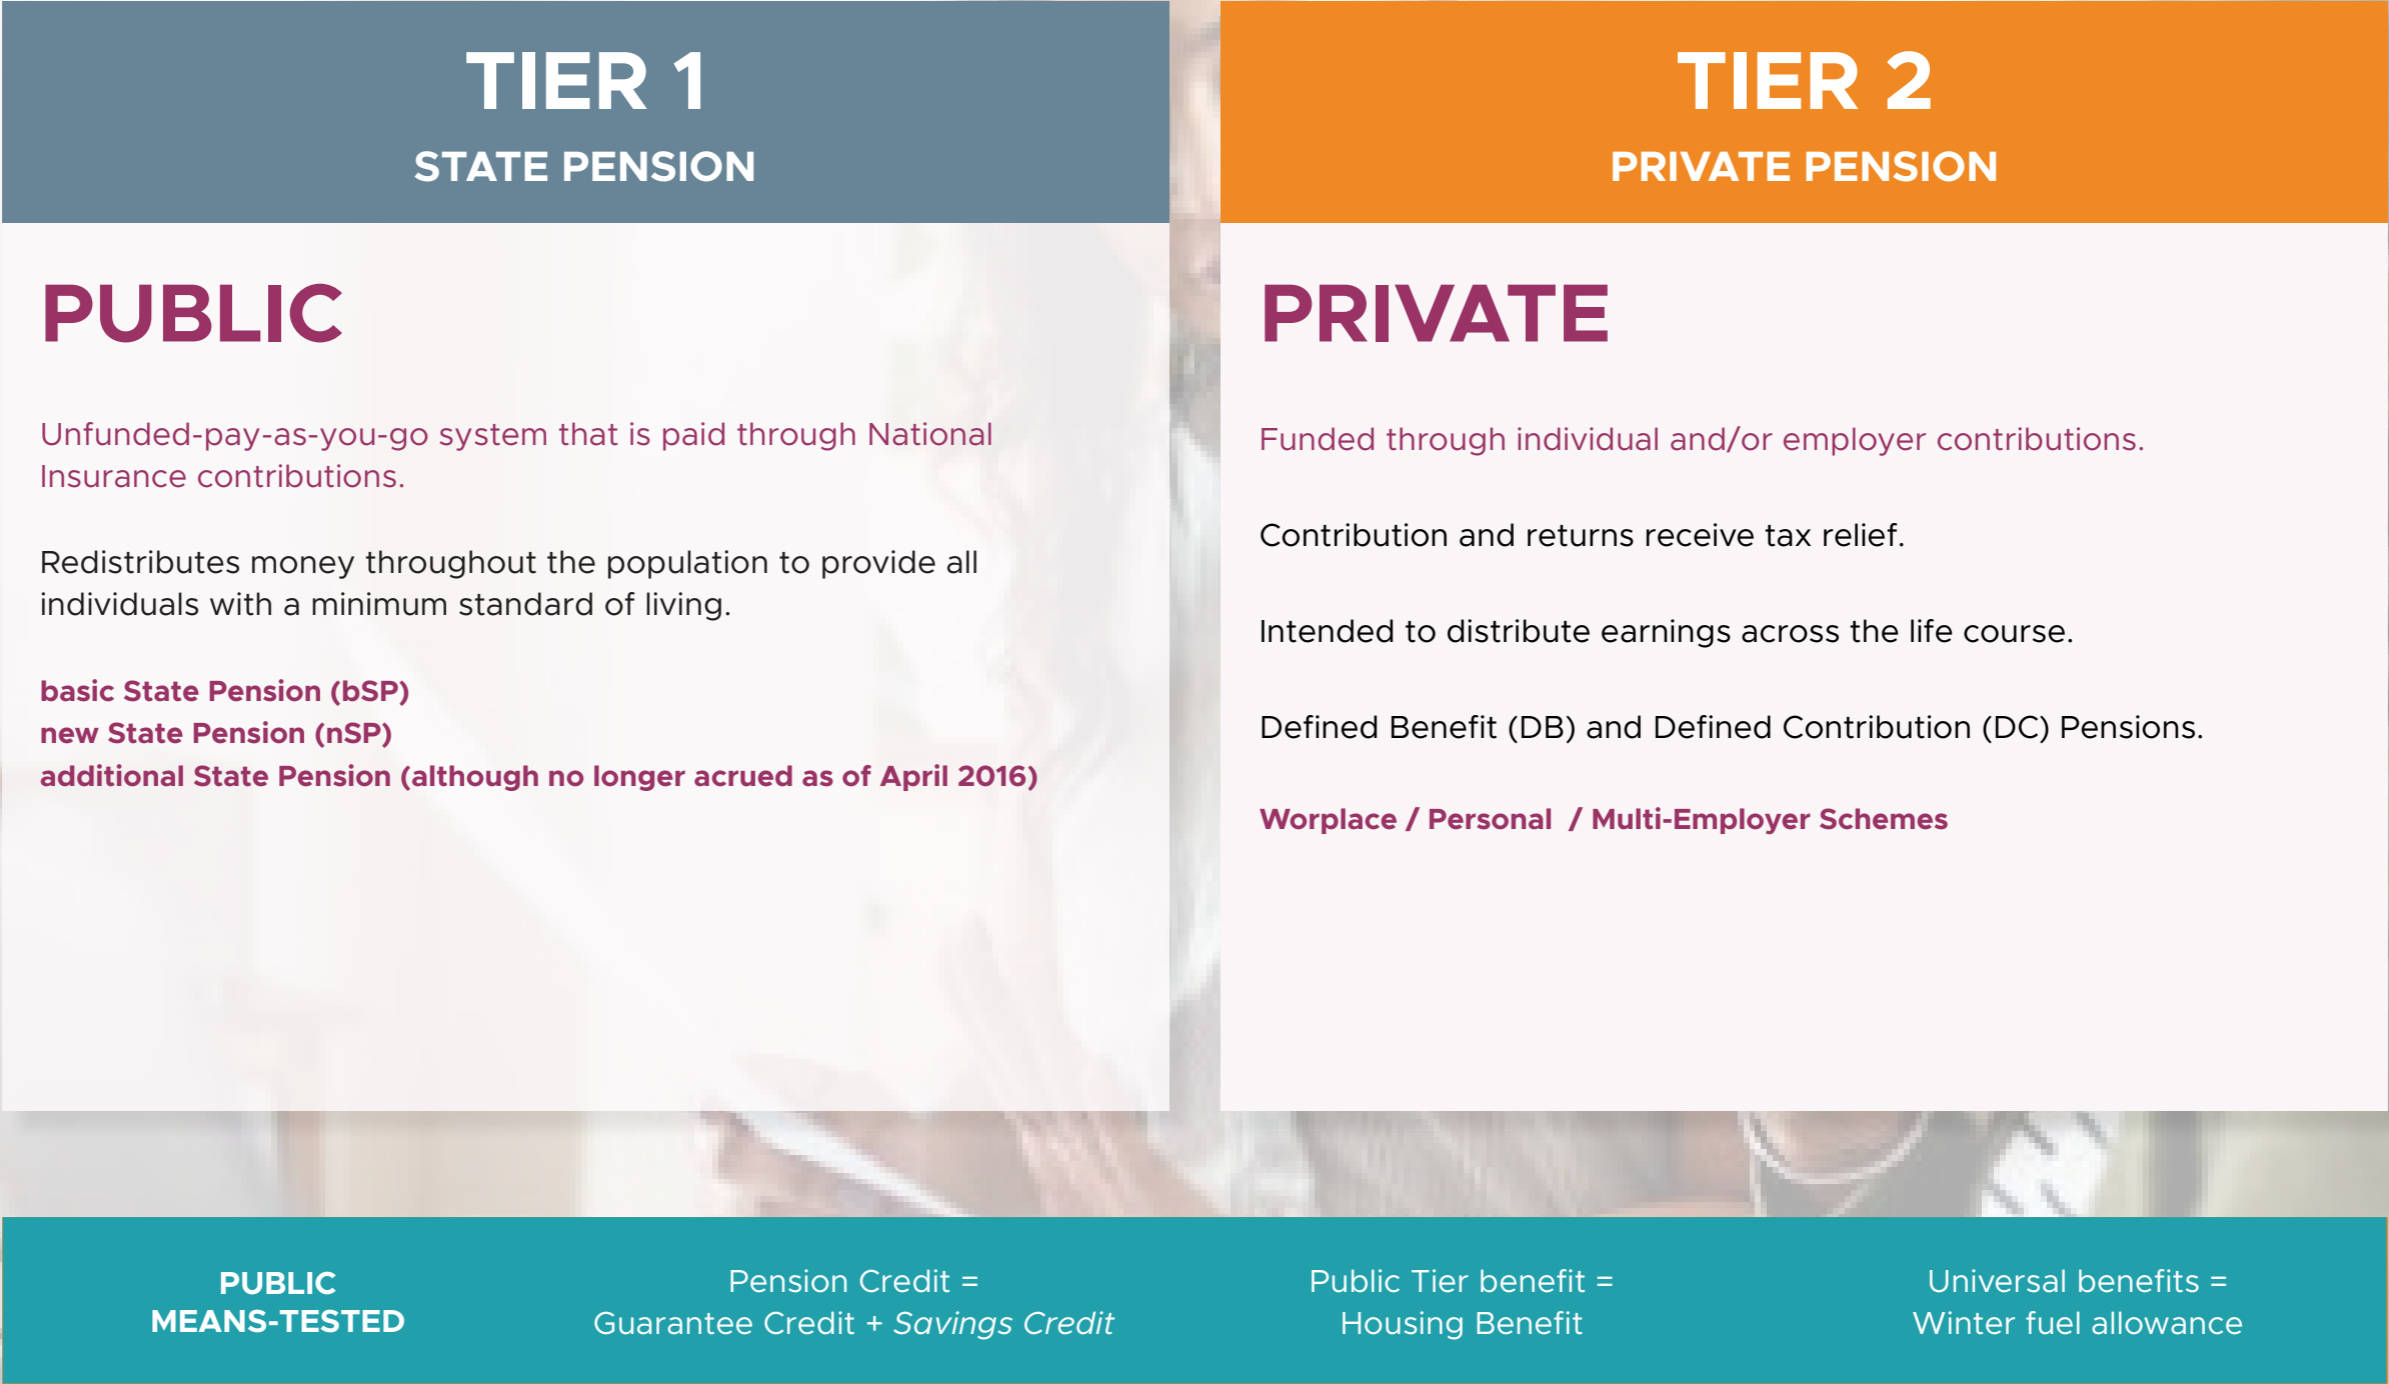 TIER 1
STATE PENSION
PUBLIC
Unfunded-pay-as-you-go system that is paid through National
Insurance contributions.
Redistributes money throughout the population to provide all
individuals with a minimum standard of living.
basic State Pension (bSP)
new State Pension (nSP)
additional State Pension (although no longer accrued as of April 2016)
TIER 2
PRIVATE PENSION
PRIVATE
Funded through individual and/or employer contributions.
Contribution and returns receive tax relief.
Intended to distribute earnings across the life course.
Defined Benefit (DB) and Defined Contribution (DC) Pensions.
Worplace / Personal / Multi-Employer Schemes
PUBLIC
MEANS-TESTED
Pension Credit =
Guarantee Credit + Savings Credit
Public Tier benefit =
Housing Benefit
Universal benefits =
Winter fuel allowance